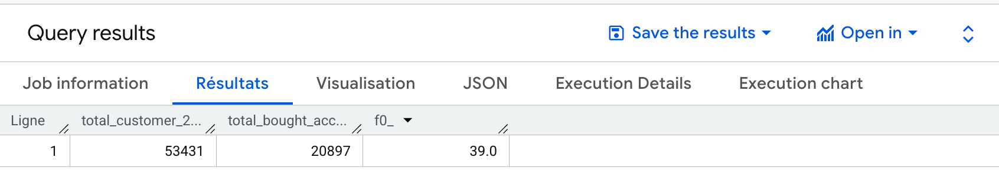 Query results Save the results Open in
Job information Résultats Visualisation JSON Execution Details Execution chart
Ligne total_customer_2... total_bought_acc... f0_
1 53431 20897 39.0